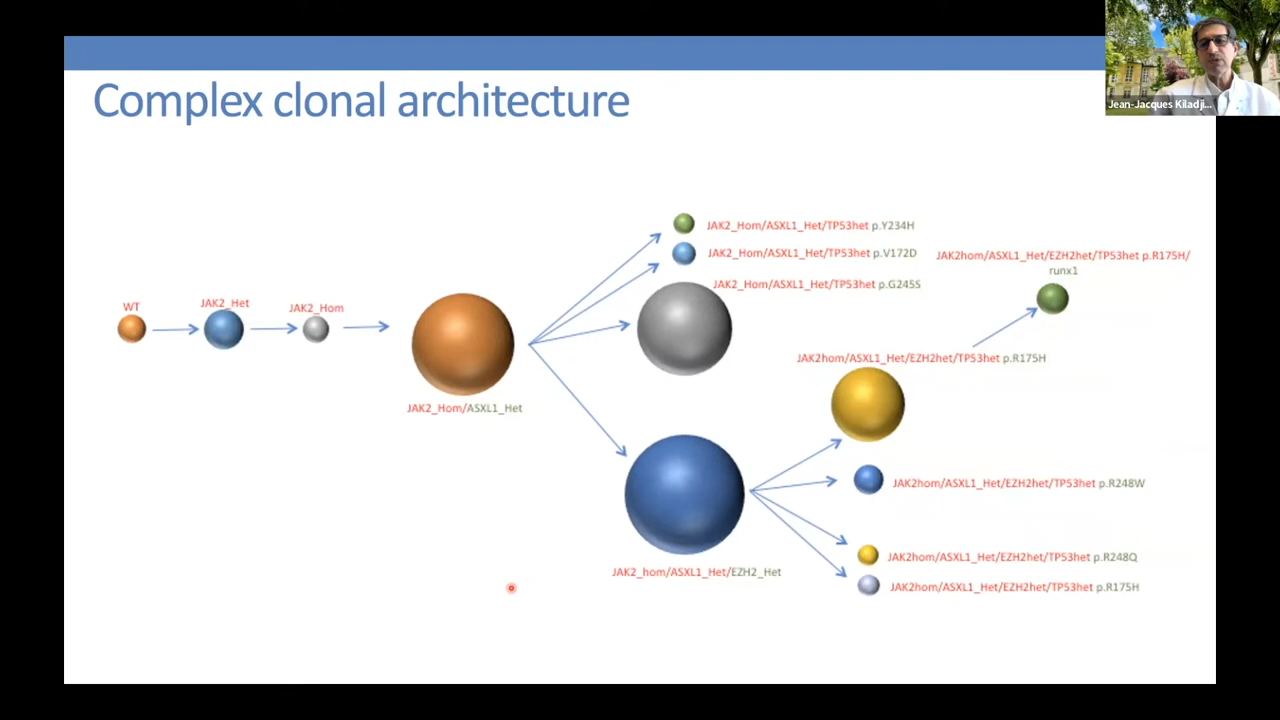 Jean-Jacques Kiladji...
Complex clonal architecture
WT
JAK2_Het
JAK2_Hom
JAK2_Hom/ASXL1_Het
JAK2_Hom/ASXL1_Het/TP53het p.Y234H
JAK2_Hom/ASXL1_Het/TP53het p.V172D
JAK2_Hom/ASXL1_Het/TP53het p.G245S
JAK2_hom/ASXL1_Het/EZH2_Het
JAK2hom/ASXL1_Het/EZH2het/TP53het p.R175H/
runx1
JAK2hom/ASXL1_Het/EZH2het/TP53het p.R175H
JAK2hom/ASXL1_Het/EZH2het/TP53het p.R248W
JAK2hom/ASXL1_Het/EZH2het/TP53het p.R248Q
JAK2hom/ASXL1_Het/EZH2het/TP53het p.R175H